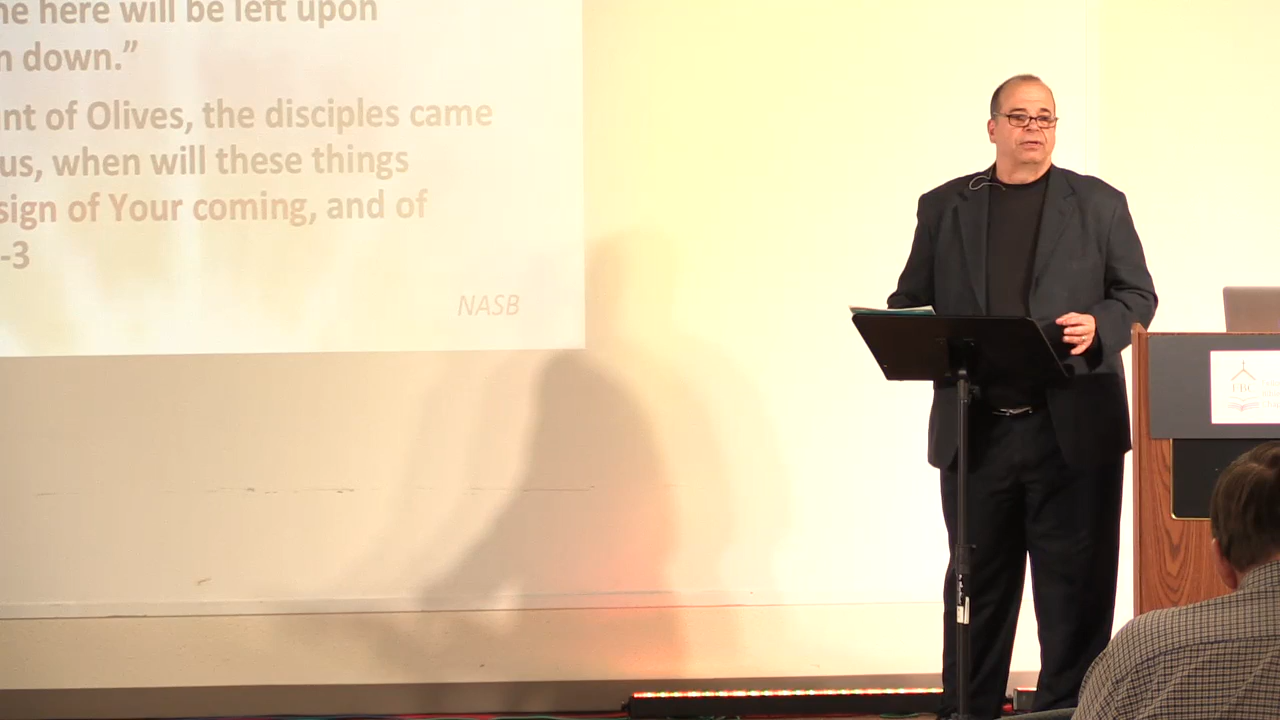 ne here will be left upon
n down.”
nt of Olives, the disciples came
us, when will these things
sign of Your coming, and of
-3
NASB